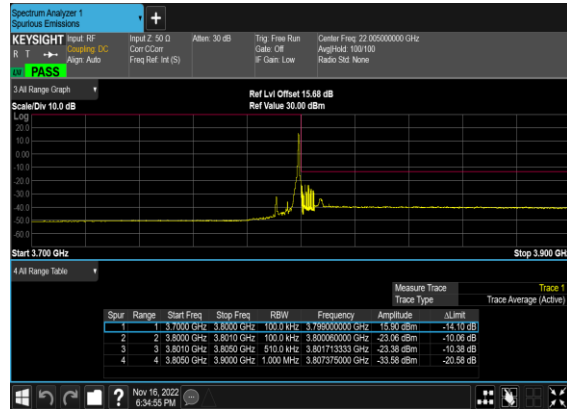 Spectrum Analyzer 1
Spurious Emissions
+
KEYSIGHT Input: RF Input Z: 50 Ω Atten: 30 dB Trig: Free Run Center Freq: 22.005000000 GHz
R T Coupling: DC Corr CCorr Gate: Off Avg|Hold: 100/100
Align: Auto Freq Ref: Int (S) IF Gain: Low Radio Std: None
LW PASS
3 All Range Graph
Ref Lvl Offset 15.68 dB
Scale/Div 10.0 dB Ref Value 30.00 dBm
Log
20.0
10.0
0.00
-10.0
-20.0
-30.0
-40.0
-50.0
-60.0
Start 3.700 GHz Stop 3.900 GHz
4 All Range Table
Measure Trace Trace 1
Trace Type Trace Average (Active)
Spur Range Start Freq Stop Freq RBW Frequency Amplitude ΔLimit
1 1 3.7000 GHz 3.8000 GHz 100.0 kHz 3.799000000 GHz 15.90 dBm -14.10 dB
2 2 3.8000 GHz 3.8010 GHz 100.0 kHz 3.800060000 GHz -23.06 dBm -10.06 dB
3 3 3.8010 GHz 3.8050 GHz 510.0 kHz 3.801713333 GHz -23.38 dBm -10.38 dB
4 4 3.8050 GHz 3.9000 GHz 1.000 MHz 3.807375000 GHz -33.58 dBm -20.58 dB
? Nov 16, 2022
6:34:55 PM